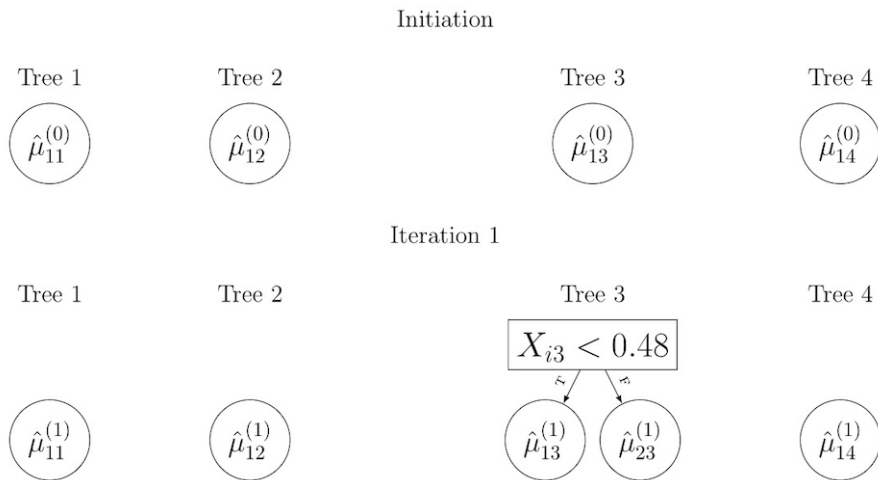 Initiation
Tree 1 Tree 2 Tree 3 Tree 4
μ̂₁₁⁽⁰⁾ μ̂₁₂⁽⁰⁾ μ̂₁₃⁽⁰⁾ μ̂₁₄⁽⁰⁾
Iteration 1
Tree 1 Tree 2 Tree 3 Tree 4
Xᵢ₃ < 0.48
T F
μ̂₁₁⁽¹⁾ μ̂₁₂⁽¹⁾ μ̂₁₃⁽¹⁾ μ̂₂₃⁽¹⁾ μ̂₁₄⁽¹⁾